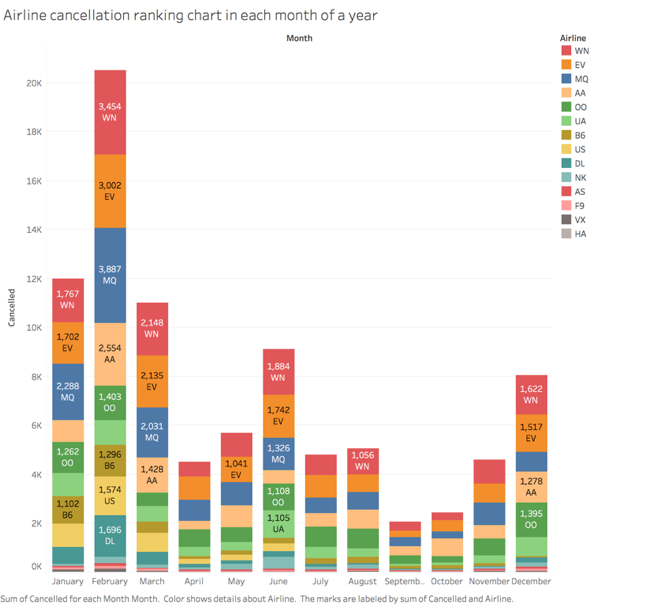 Airline cancellation ranking chart in each month of a year
Month
Airline
WN
EV
MQ
AA
OO
UA
B6
US
DL
NK
AS
F9
VX
HA
Cancelled
20K
18K
16K
14K
12K
10K
8K
6K
4K
2K
0K
1,767
WN
1,702
EV
2,288
MQ
1,262
OO
1,102
B6
3,454
WN
3,002
EV
3,887
MQ
2,554
AA
1,403
OO
1,296
B6
1,574
US
1,696
DL
2,148
WN
2,135
EV
2,031
MQ
1,428
AA
1,041
EV
1,884
WN
1,742
EV
1,326
MQ
1,108
OO
1,105
UA
1,056
WN
1,622
WN
1,517
EV
1,278
AA
1,395
OO
January February March April May June July August Septemb.. October November December
Sum of Cancelled for each Month Month. Color shows details about Airline. The marks are labeled by sum of Cancelled and Airline.